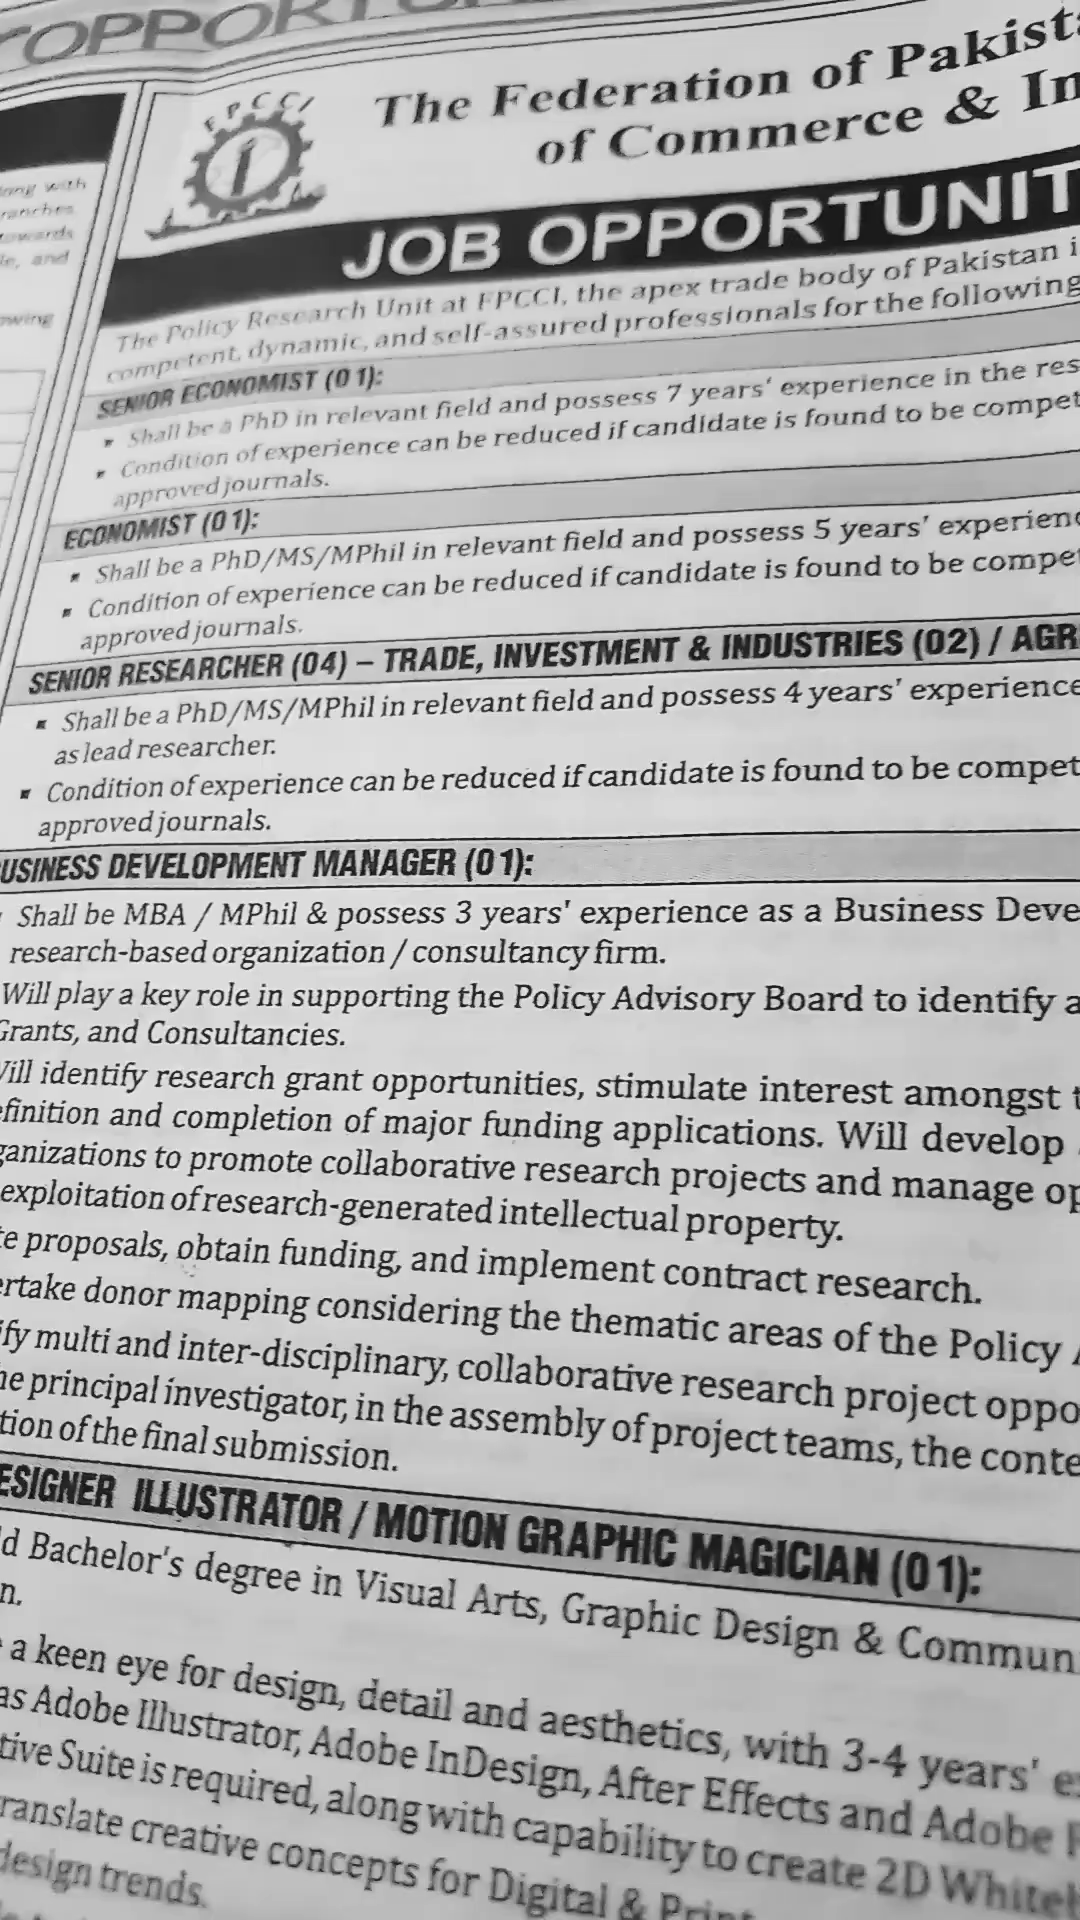 OPPORTU
ong with
ranches
towards
le, and
owing
FPCCI
The Federation of Pakist
of Commerce & In
JOB OPPORTUNIT
The Policy Research Unit at FPCCI, the apex trade body of Pakistan i
competent, dynamic, and self-assured professionals for the following
SENIOR ECONOMIST (01):
▪ Shall be a PhD in relevant field and possess 7 years' experience in the res
▪ Condition of experience can be reduced if candidate is found to be compet
approved journals.
ECONOMIST (01):
▪ Shall be a PhD/MS/MPhil in relevant field and possess 5 years' experienc
▪ Condition of experience can be reduced if candidate is found to be compet
approved journals.
SENIOR RESEARCHER (04) – TRADE, INVESTMENT & INDUSTRIES (02) / AGR
▪ Shall be a PhD/MS/MPhil in relevant field and possess 4 years' experience
as lead researcher.
▪ Condition of experience can be reduced if candidate is found to be compet
approved journals.
USINESS DEVELOPMENT MANAGER (01):
Shall be MBA / MPhil & possess 3 years' experience as a Business Deve
research-based organization / consultancy firm.
Will play a key role in supporting the Policy Advisory Board to identify a
Grants, and Consultancies.
Will identify research grant opportunities, stimulate interest amongst t
efinition and completion of major funding applications. Will develop
ganizations to promote collaborative research projects and manage op
exploitation of research-generated intellectual property.
te proposals, obtain funding, and implement contract research.
ertake donor mapping considering the thematic areas of the Policy A
ify multi and inter-disciplinary, collaborative research project oppo
he principal investigator, in the assembly of project teams, the conte
tion of the final submission.
ESIGNER ILLUSTRATOR / MOTION GRAPHIC MAGICIAN (01):
d Bachelor's degree in Visual Arts, Graphic Design & Commun
n.
a keen eye for design, detail and aesthetics, with 3-4 years' e
as Adobe Illustrator, Adobe InDesign, After Effects and Adobe P
tive Suite is required, along with capability to create 2D Whiteb
ranslate creative concepts for Digital & Print
design trends.